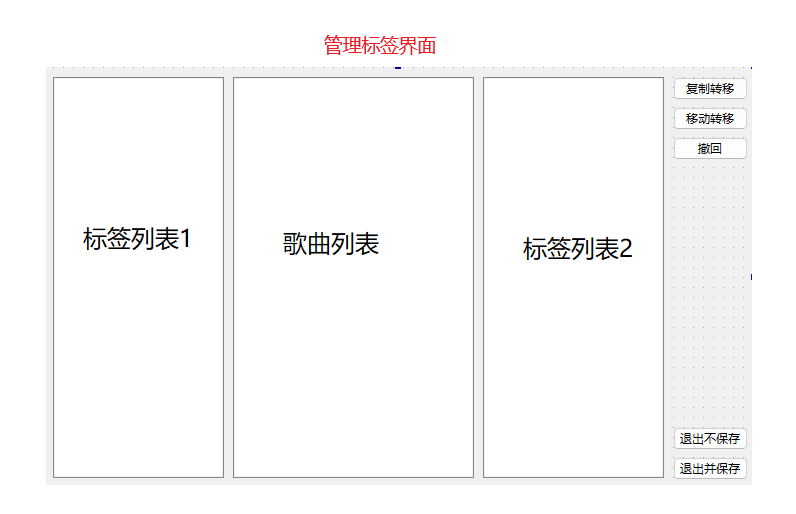 管理标签界面
标签列表1
歌曲列表
标签列表2
复制转移
移动转移
撤回
退出不保存
退出并保存